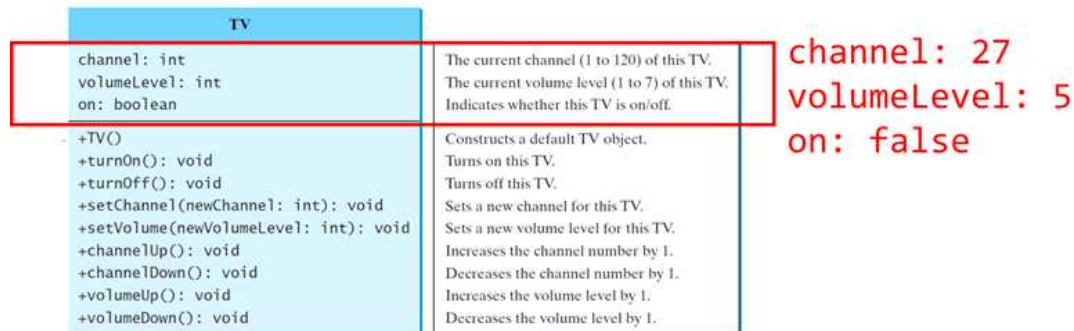 TV
channel: int The current channel (1 to 120) of this TV.
volumeLevel: int The current volume level (1 to 7) of this TV.
on: boolean Indicates whether this TV is on/off.
+TV() Constructs a default TV object.
+turnOn(): void Turns on this TV.
+turnOff(): void Turns off this TV.
+setChannel(newChannel: int): void Sets a new channel for this TV.
+setVolume(newVolumeLevel: int): void Sets a new volume level for this TV.
+channelUp(): void Increases the channel number by 1.
+channelDown(): void Decreases the channel number by 1.
+volumeUp(): void Increases the volume level by 1.
+volumeDown(): void Decreases the volume level by 1.
channel: 27
volumeLevel: 5
on: false